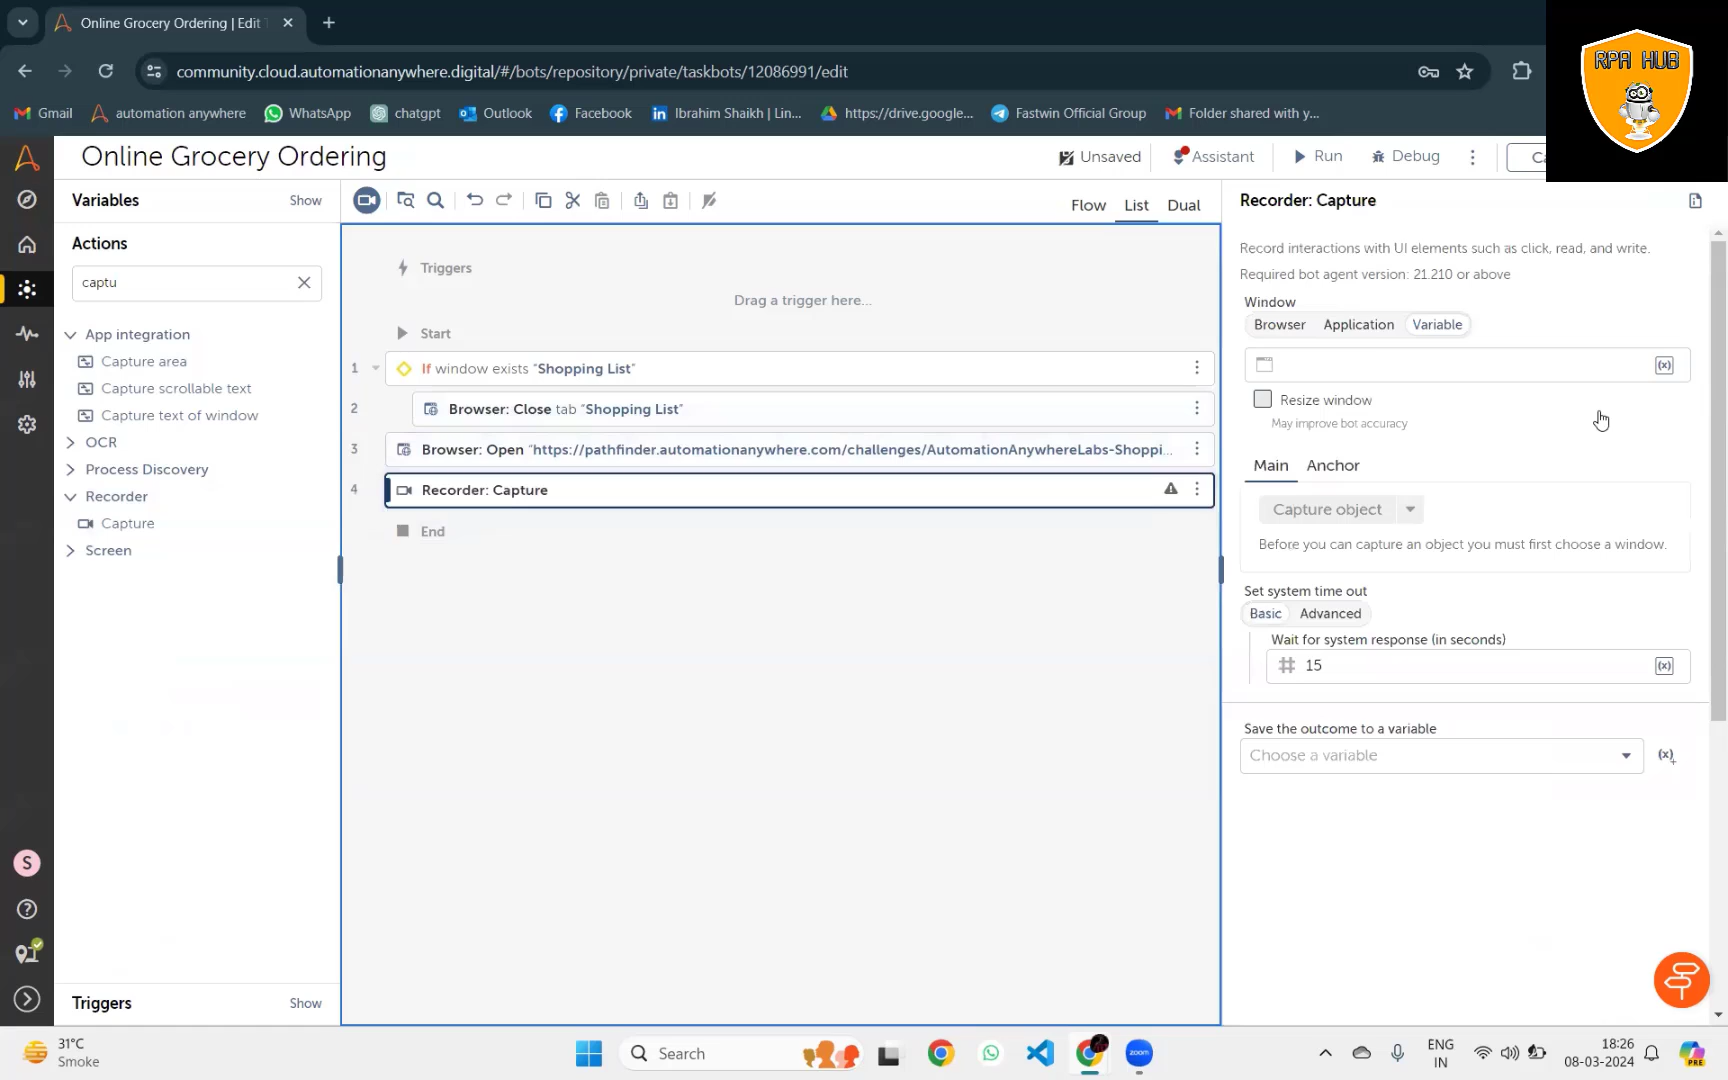 Online Grocery Ordering | Edit
community.cloud.automationanywhere.digital/#/bots/repository/private/taskbots/12086991/edit
Gmail
automation anywhere
WhatsApp
chatgpt
Outlook
Facebook
Ibrahim Shaikh | Lin...
https://drive.google...
Fastwin Official Group
Folder shared with y...
RPA HUB
Online Grocery Ordering
Unsaved
Assistant
Run
Debug
Variables
Show
Flow
List
Dual
Recorder: Capture
Actions
captu
App integration
Capture area
Capture scrollable text
Capture text of window
OCR
Process Discovery
Recorder
Capture
Screen
Triggers
Show
Triggers
Drag a trigger here...
Start
1 If window exists "Shopping List"
2 Browser: Close tab "Shopping List"
3 Browser: Open "https://pathfinder.automationanywhere.com/challenges/AutomationAnywhereLabs-Shoppi...
4 Recorder: Capture
End
Record interactions with UI elements such as click, read, and write.
Required bot agent version: 21.210 or above
Window
Browser Application Variable
(x)
Resize window
May improve bot accuracy
Main Anchor
Capture object
Before you can capture an object you must first choose a window.
Set system time out
Basic Advanced
Wait for system response (in seconds)
15
(x)
Save the outcome to a variable
Choose a variable
(x)+
S
31°C
Smoke
Search
zoom
ENG
IN
18:26
08-03-2024
PRE